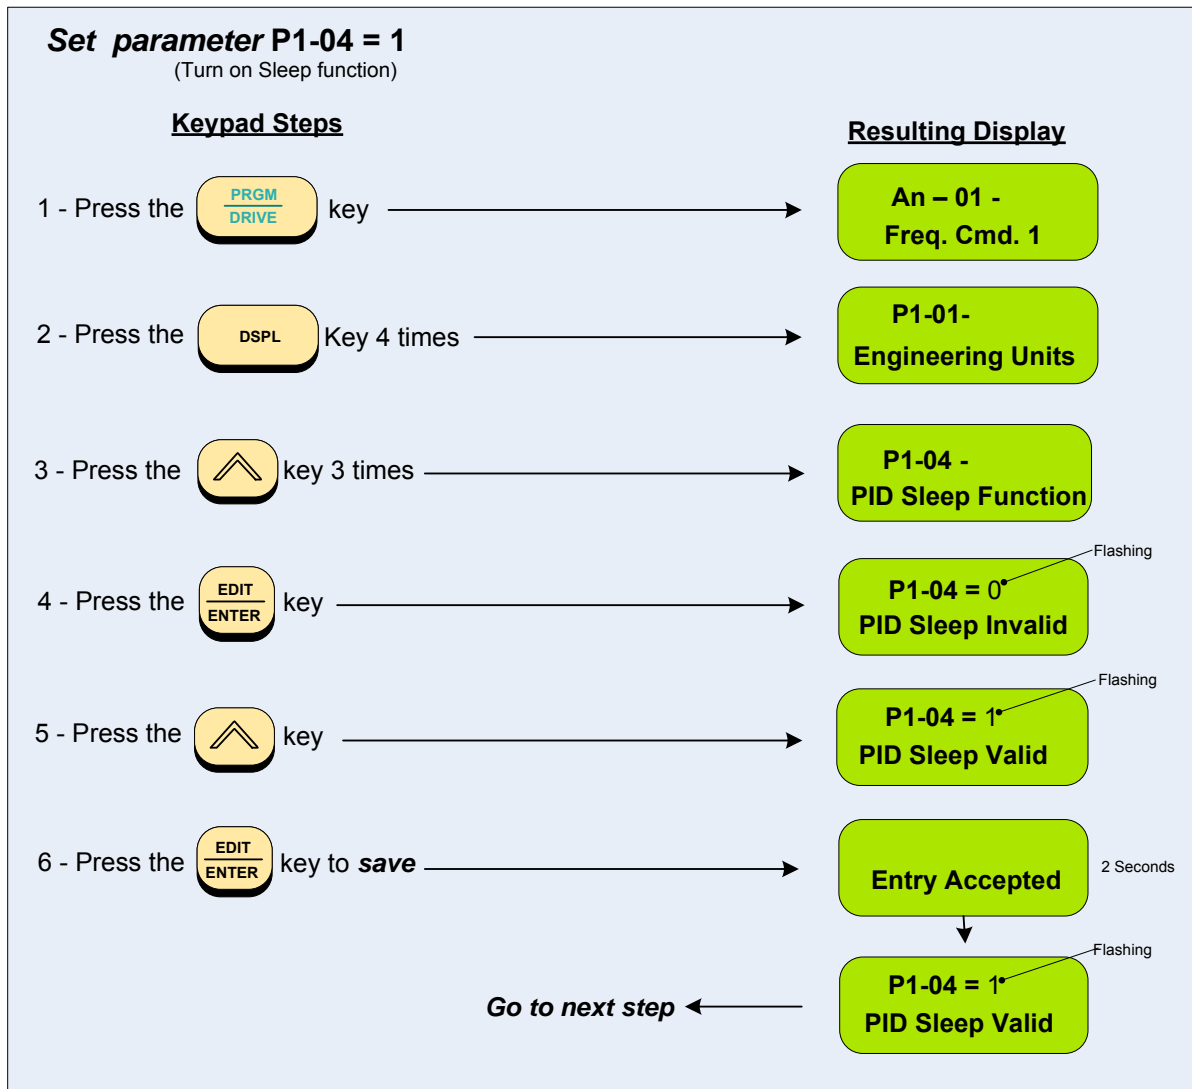 Set parameter P1-04 = 1
(Turn on Sleep function)
Keypad Steps
Resulting Display
1 - Press the PRGM DRIVE key
An – 01 -
Freq. Cmd. 1
2 - Press the DSPL Key 4 times
P1-01-
Engineering Units
3 - Press the key 3 times
P1-04 -
PID Sleep Function
4 - Press the EDIT ENTER key
Flashing
P1-04 = 0
PID Sleep Invalid
5 - Press the key
Flashing
P1-04 = 1
PID Sleep Valid
6 - Press the EDIT ENTER key to save
Entry Accepted
2 Seconds
Flashing
P1-04 = 1
PID Sleep Valid
Go to next step